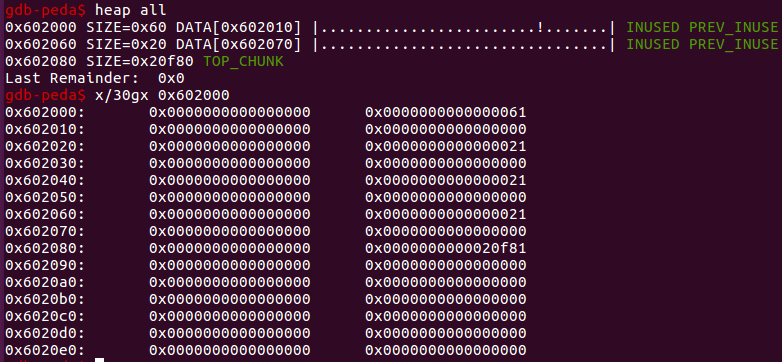 gdb-peda$ heap all
0x602000 SIZE=0x60 DATA[0x602010] |........................!.......| INUSED PREV_INUSE
0x602060 SIZE=0x20 DATA[0x602070] |................................| INUSED PREV_INUSE
0x602080 SIZE=0x20f80 TOP_CHUNK
Last Remainder:  0x0
gdb-peda$ x/30gx 0x602000
0x602000:       0x0000000000000000      0x0000000000000061
0x602010:       0x0000000000000000      0x0000000000000000
0x602020:       0x0000000000000000      0x0000000000000021
0x602030:       0x0000000000000000      0x0000000000000000
0x602040:       0x0000000000000000      0x0000000000000021
0x602050:       0x0000000000000000      0x0000000000000000
0x602060:       0x0000000000000000      0x0000000000000021
0x602070:       0x0000000000000000      0x0000000000000000
0x602080:       0x0000000000000000      0x0000000000020f81
0x602090:       0x0000000000000000      0x0000000000000000
0x6020a0:       0x0000000000000000      0x0000000000000000
0x6020b0:       0x0000000000000000      0x0000000000000000
0x6020c0:       0x0000000000000000      0x0000000000000000
0x6020d0:       0x0000000000000000      0x0000000000000000
0x6020e0:       0x0000000000000000      0x0000000000000000